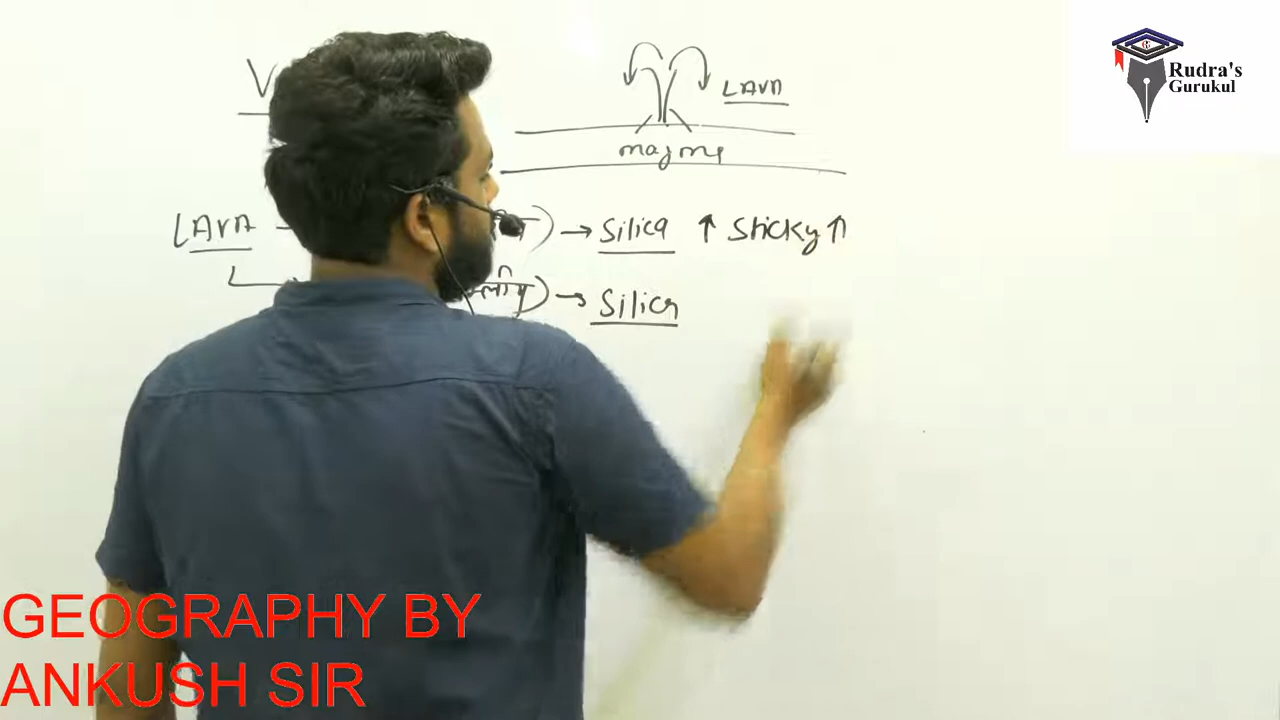 V
LAVA
magma
Rudra's
Gurukul
LAVA → ) → Silica ↑ Sticky ↑
) → Silica
GEOGRAPHY BY
ANKUSH SIR